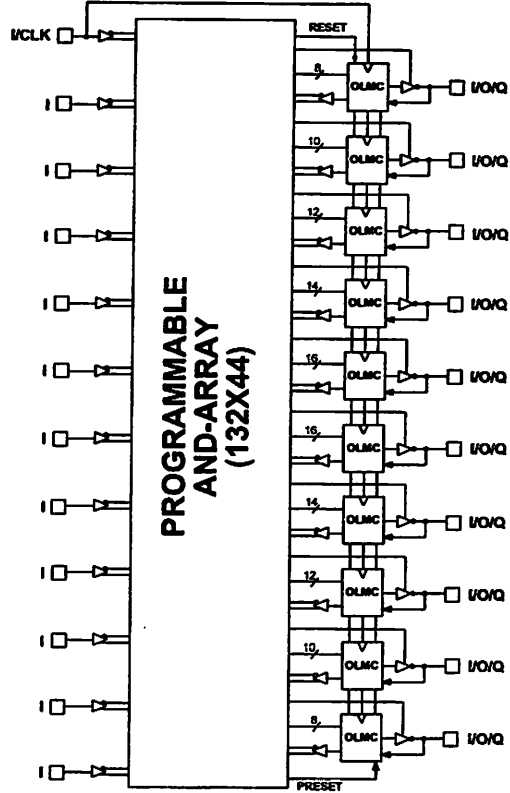 RESET
I/CLK
8
OLMC
I/O/Q
I
10
OLMC
I/O/Q
I
12
OLMC
I/O/Q
I
14
OLMC
I/O/Q
I
16
OLMC
I/O/Q
I
PROGRAMMABLE
AND-ARRAY
(132X44)
16
OLMC
I/O/Q
I
14
OLMC
I/O/Q
I
12
OLMC
I/O/Q
I
10
OLMC
I/O/Q
I
8
OLMC
I/O/Q
I
I
PRESET